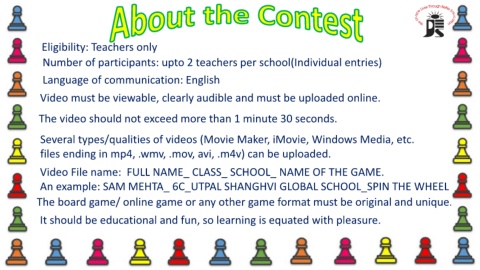 About the Contest
Eligibility: Teachers only
Number of participants: upto 2 teachers per school(Individual entries)
Language of communication: English
Video must be viewable, clearly audible and must be uploaded online.
The video should not exceed more than 1 minute 30 seconds.
Several types/qualities of videos (Movie Maker, iMovie, Windows Media, etc.
files ending in mp4, .wmv, .mov, avi, .m4v) can be uploaded.
Video File name:  FULL NAME_ CLASS_ SCHOOL_ NAME OF THE GAME.
An example: SAM MEHTA_ 6C_UTPAL SHANGHVI GLOBAL SCHOOL_SPIN THE WHEEL
The board game/ online game or any other game format must be original and unique.
It should be educational and fun, so learning is equated with pleasure.